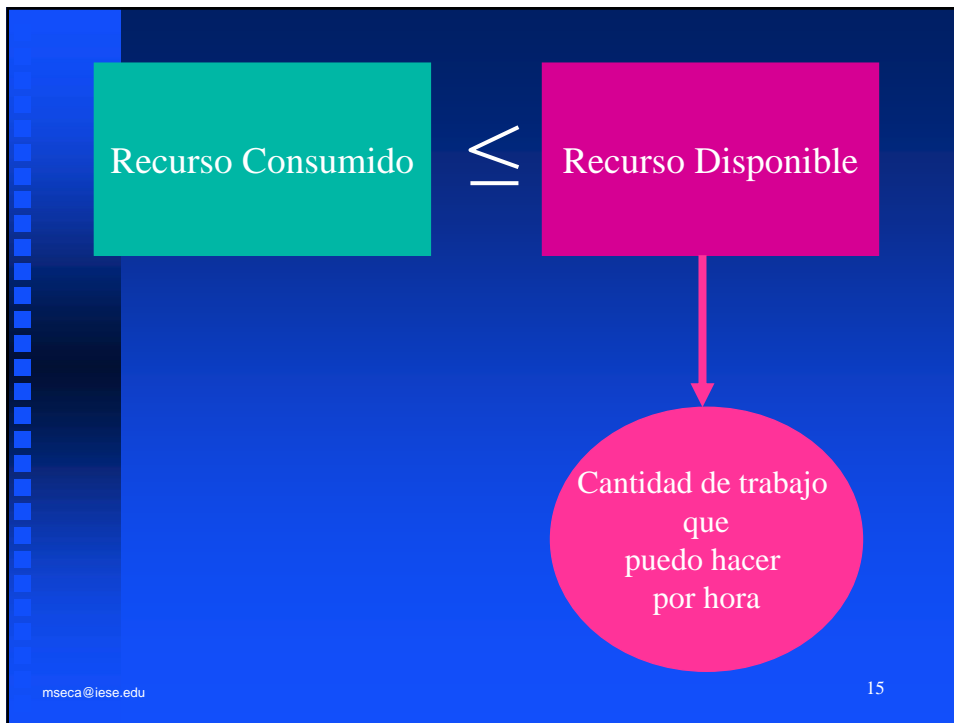 Recurso Consumido
≤
Recurso Disponible
Cantidad de trabajo
que
puedo hacer
por hora
mseca@iese.edu
15